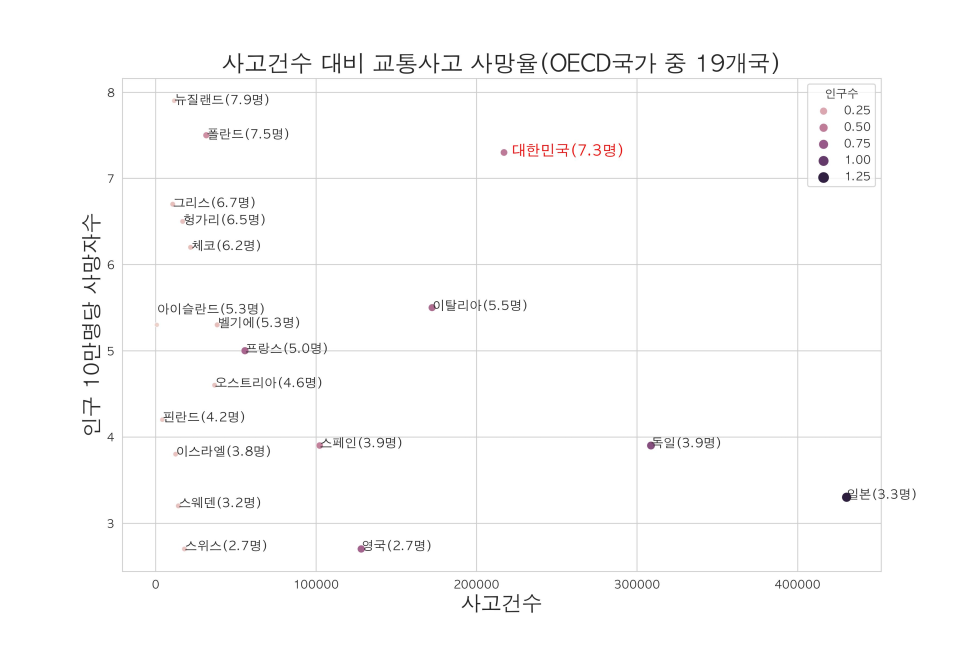 사고건수 대비 교통사고 사망율(OECD국가 중 19개국)
인구수
0.25
0.50
0.75
1.00
1.25
뉴질랜드(7.9명)
폴란드(7.5명)
대한민국(7.3명)
그리스(6.7명)
헝가리(6.5명)
체코(6.2명)
아이슬란드(5.3명)
벨기에(5.3명)
이탈리아(5.5명)
프랑스(5.0명)
오스트리아(4.6명)
핀란드(4.2명)
이스라엘(3.8명)
스페인(3.9명)
독일(3.9명)
일본(3.3명)
스웨덴(3.2명)
스위스(2.7명)
영국(2.7명)
인구 10만명당 사망자수
8
7
6
5
4
3
0
100000
200000
300000
400000
사고건수